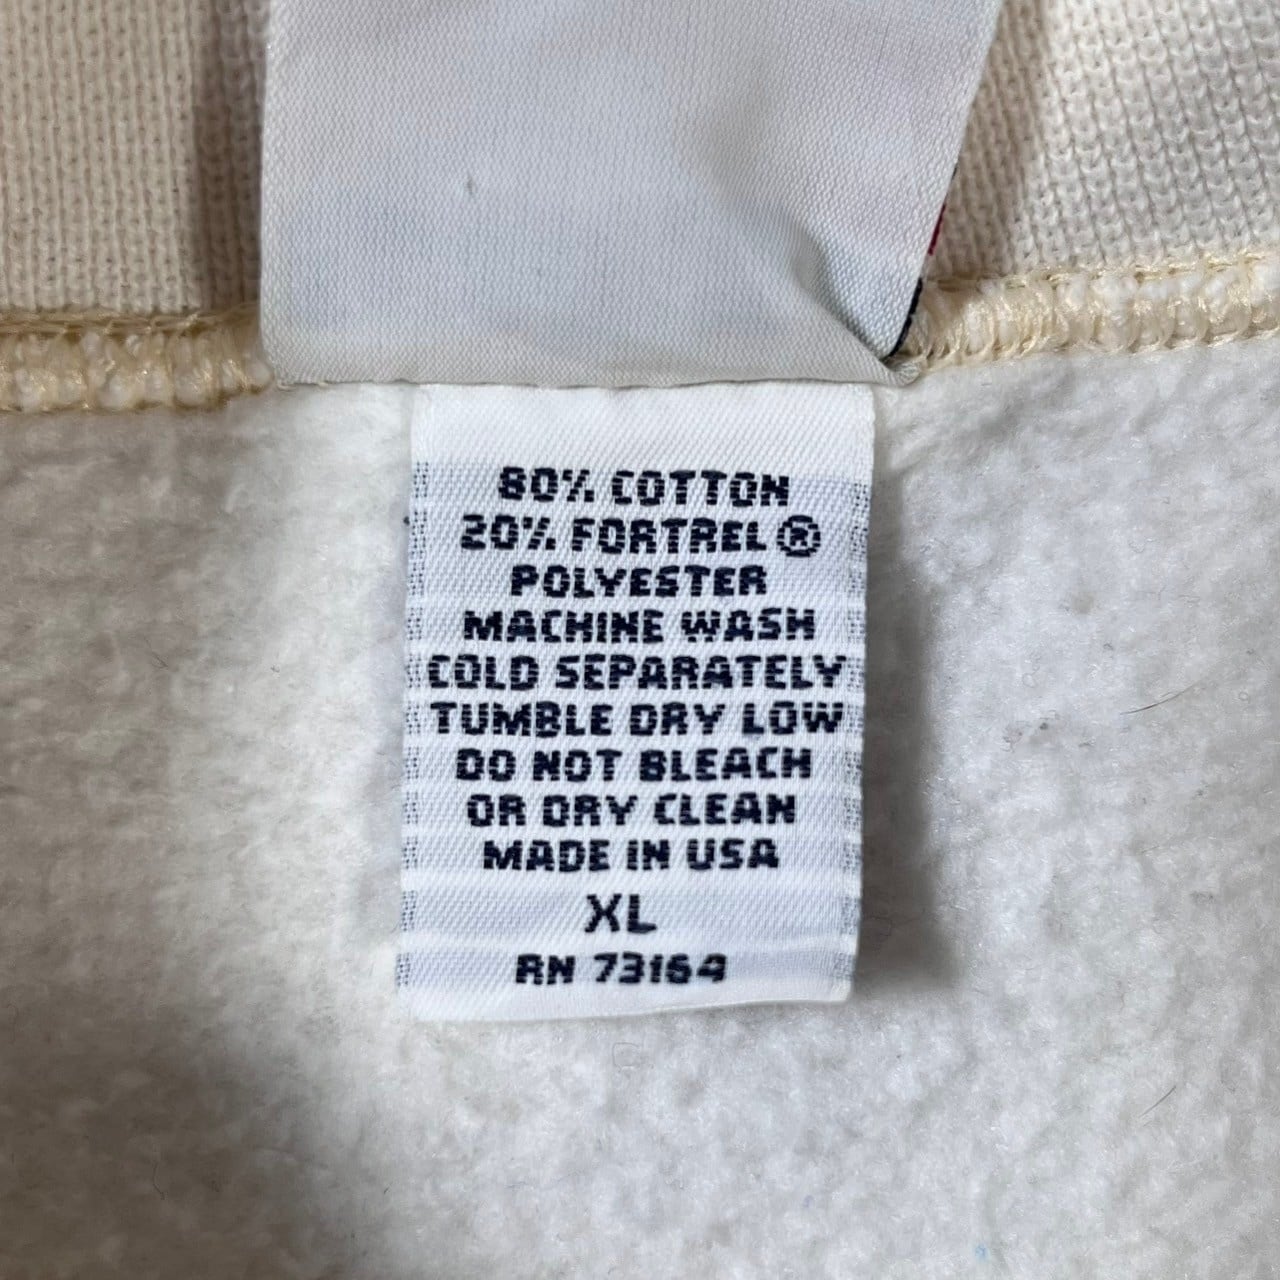 80% COTTON
20% FORTREL®
POLYESTER
MACHINE WASH
COLD SEPARATELY
TUMBLE DRY LOW
DO NOT BLEACH
OR DRY CLEAN
MADE IN USA
XL
RN 73164